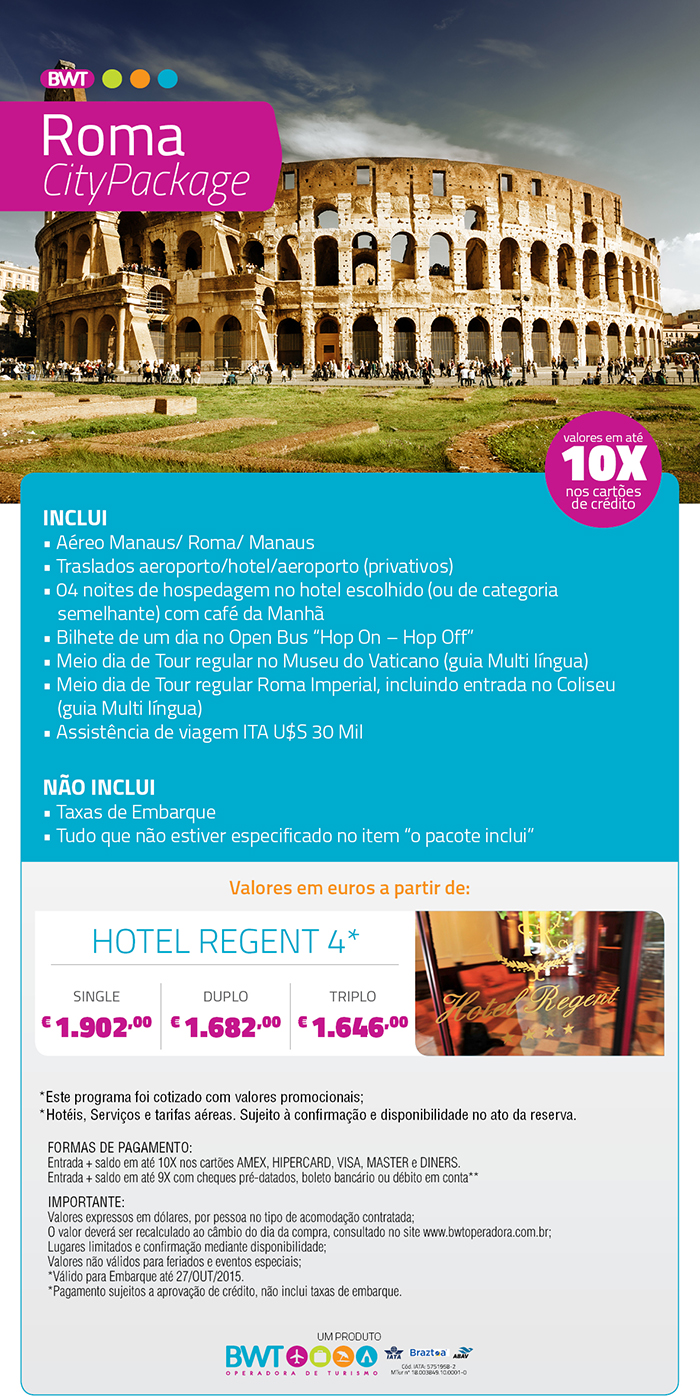 BWT
Roma
CityPackage
valores em até
10X
nos cartões
de crédito
INCLUI
▪ Aéreo Manaus/ Roma/ Manaus
▪ Traslados aeroporto/hotel/aeroporto (privativos)
▪ 04 noites de hospedagem no hotel escolhido (ou de categoria
semelhante) com café da Manhã
▪ Bilhete de um dia no Open Bus “Hop On – Hop Off”
▪ Meio dia de Tour regular no Museu do Vaticano (guia Multi língua)
▪ Meio dia de Tour regular Roma Imperial, incluindo entrada no Coliseu
(guia Multi língua)
▪ Assistência de viagem ITA U$S 30 Mil
NÃO INCLUI
▪ Taxas de Embarque
▪ Tudo que não estiver especificado no item “o pacote inclui“
Valores em euros a partir de:
HOTEL REGENT 4*
SINGLE DUPLO TRIPLO
€ 1.902,00 € 1.682,00 € 1.646,00
Hotel Regent
*Este programa foi cotizado com valores promocionais;
*Hotéis, Serviços e tarifas aéreas. Sujeito à confirmação e disponibilidade no ato da reserva.
FORMAS DE PAGAMENTO:
Entrada + saldo em até 10X nos cartões AMEX, HIPERCARD, VISA, MASTER e DINERS.
Entrada + saldo em até 9X com cheques pré-datados, boleto bancário ou débito em conta**
IMPORTANTE:
Valores expressos em dólares, por pessoa no tipo de acomodação contratada;
O valor deverá ser recalculado ao câmbio do dia da compra, consultado no site www.bwtoperadora.com.br;
Lugares limitados e confirmação mediante disponibilidade;
Valores não válidos para feriados e eventos especiais;
*Válido para Embarque até 27/OUT/2015.
*Pagamento sujeitos a aprovação de crédito, não inclui taxas de embarque.
UM PRODUTO
BWT
OPERADORA DE TURISMO
IATA Braztoa ABAV
Cód. IATA: 5751958-2
MTur nº 18.003849.10.0001-0